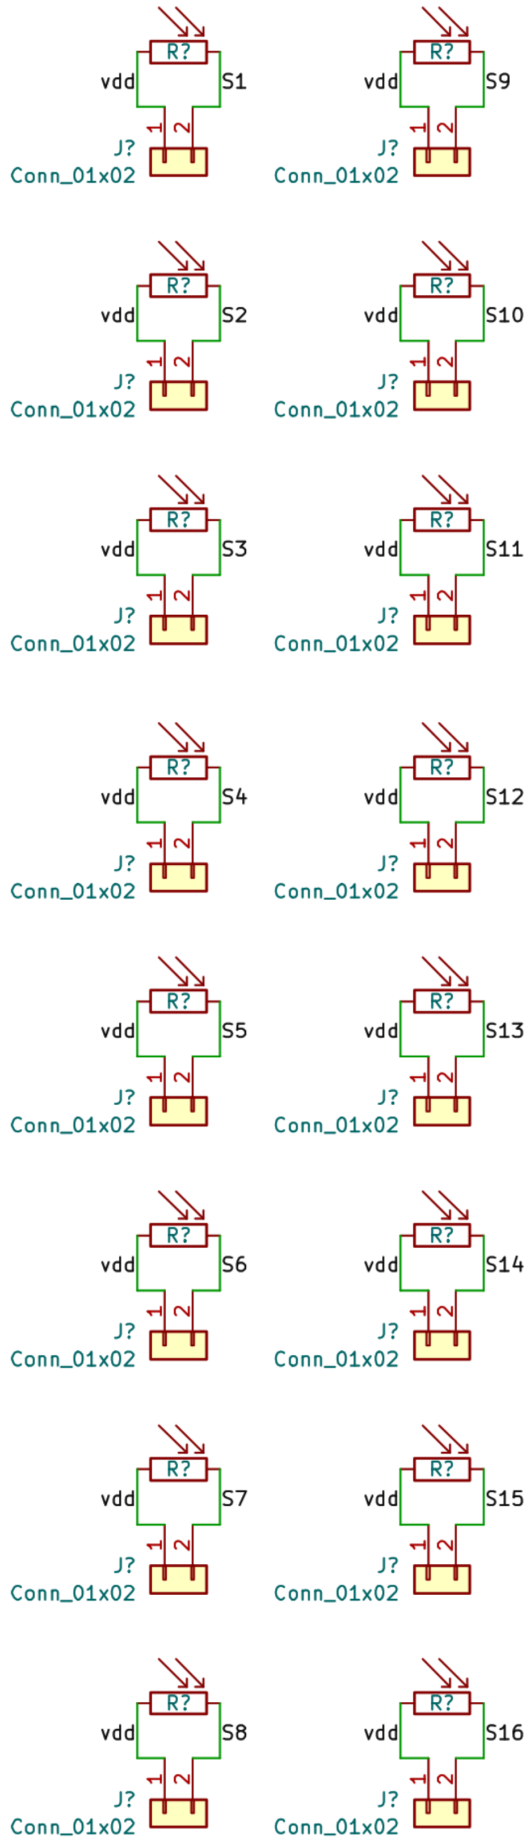 R?
vdd S1
1 2
J?
Conn_01x02
R?
vdd S9
1 2
J?
Conn_01x02
R?
vdd S2
1 2
J?
Conn_01x02
R?
vdd S10
1 2
J?
Conn_01x02
R?
vdd S3
1 2
J?
Conn_01x02
R?
vdd S11
1 2
J?
Conn_01x02
R?
vdd S4
1 2
J?
Conn_01x02
R?
vdd S12
1 2
J?
Conn_01x02
R?
vdd S5
1 2
J?
Conn_01x02
R?
vdd S13
1 2
J?
Conn_01x02
R?
vdd S6
1 2
J?
Conn_01x02
R?
vdd S14
1 2
J?
Conn_01x02
R?
vdd S7
1 2
J?
Conn_01x02
R?
vdd S15
1 2
J?
Conn_01x02
R?
vdd S8
1 2
J?
Conn_01x02
R?
vdd S16
1 2
J?
Conn_01x02